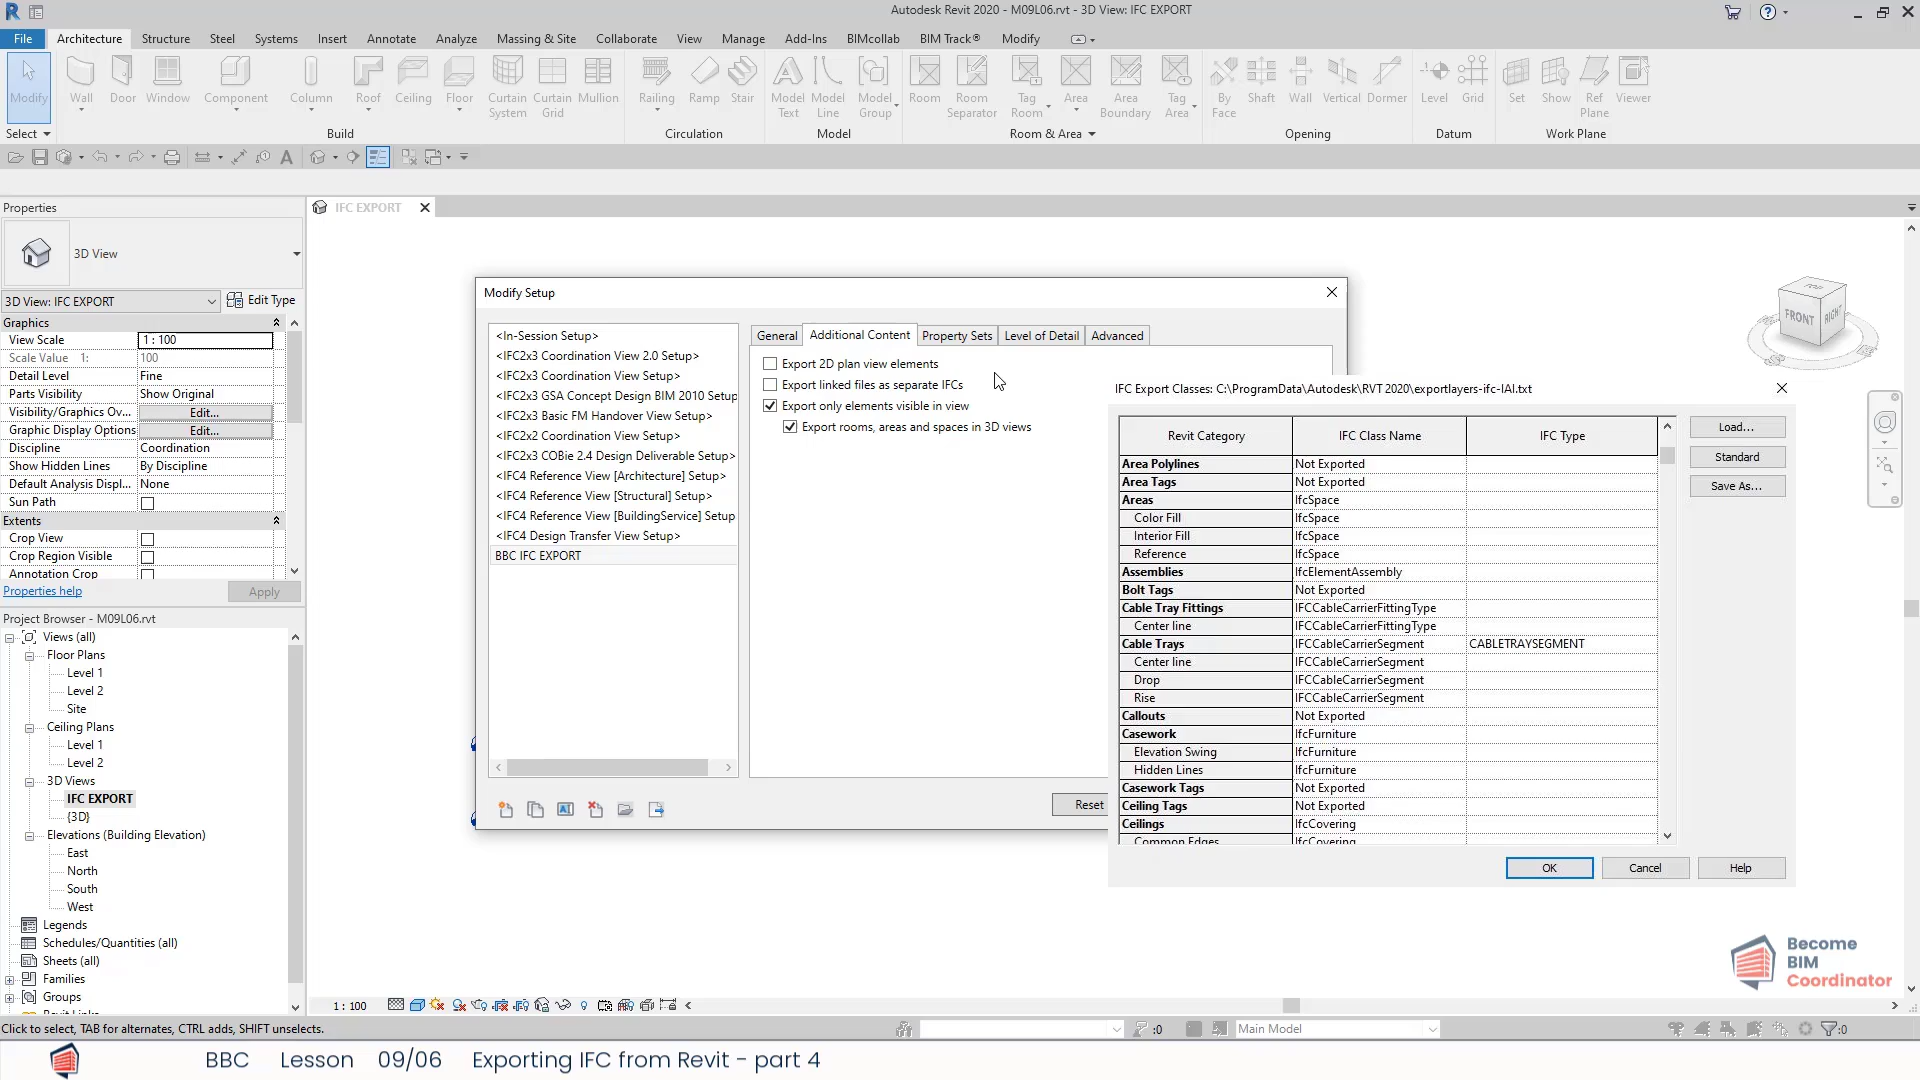 Autodesk Revit 2020 - M09L06.rvt - 3D View: IFC EXPORT
File Architecture Structure Steel Systems Insert Annotate Analyze Massing & Site Collaborate View Manage Add-Ins BIMcollab BIM Track® Modify
Modify Wall Door Window Component Column Roof Ceiling Floor Curtain System Curtain Grid Mullion Railing Ramp Stair Model Text Model Line Model Group Room Room Separator Tag Room Area Area Boundary Tag Area By Face Shaft Wall Vertical Dormer Level Grid Set Show Ref Plane Viewer
Select Build Circulation Model Room & Area Opening Datum Work Plane
Properties
IFC EXPORT
3D View
3D View: IFC EXPORT Edit Type
Graphics
View Scale 1 : 100
Scale Value 1: 100
Detail Level Fine
Parts Visibility Show Original
Visibility/Graphics Ov... Edit...
Graphic Display Options Edit...
Discipline Coordination
Show Hidden Lines By Discipline
Default Analysis Displ... None
Sun Path
Extents
Crop View
Crop Region Visible
Annotation Crop
Properties help Apply
Project Browser - M09L06.rvt
Views (all)
Floor Plans
Level 1
Level 2
Site
Ceiling Plans
Level 1
Level 2
3D Views
IFC EXPORT
{3D}
Elevations (Building Elevation)
East
North
South
West
Legends
Schedules/Quantities (all)
Sheets (all)
Families
Groups
Modify Setup
<In-Session Setup>
<IFC2x3 Coordination View 2.0 Setup>
<IFC2x3 Coordination View Setup>
<IFC2x3 GSA Concept Design BIM 2010 Setup
<IFC2x3 Basic FM Handover View Setup>
<IFC2x2 Coordination View Setup>
<IFC2x3 COBie 2.4 Design Deliverable Setup>
<IFC4 Reference View [Architecture] Setup>
<IFC4 Reference View [Structural] Setup>
<IFC4 Reference View [BuildingService] Setup
<IFC4 Design Transfer View Setup>
BBC IFC EXPORT
General Additional Content Property Sets Level of Detail Advanced
Export 2D plan view elements
Export linked files as separate IFCs
Export only elements visible in view
Export rooms, areas and spaces in 3D views
Reset
IFC Export Classes: C:\ProgramData\Autodesk\RVT 2020\exportlayers-ifc-IAI.txt
Revit Category IFC Class Name IFC Type
Area Polylines Not Exported
Area Tags Not Exported
Areas IfcSpace
Color Fill IfcSpace
Interior Fill IfcSpace
Reference IfcSpace
Assemblies IfcElementAssembly
Bolt Tags Not Exported
Cable Tray Fittings IFCCableCarrierFittingType
Center line IFCCableCarrierFittingType
Cable Trays IFCCableCarrierSegment CABLETRAYSEGMENT
Center line IFCCableCarrierSegment
Drop IFCCableCarrierSegment
Rise IFCCableCarrierSegment
Callouts Not Exported
Casework IfcFurniture
Elevation Swing IfcFurniture
Hidden Lines IfcFurniture
Casework Tags Not Exported
Ceiling Tags Not Exported
Ceilings IfcCovering
Common Edges IfcCovering
Load...
Standard
Save As...
OK Cancel Help
FRONT RIGHT
Become
BIM
Coordinator
1 : 100
Click to select, TAB for alternates, CTRL adds, SHIFT unselects.
:0 Main Model :0
BBC Lesson 09/06 Exporting IFC from Revit - part 4